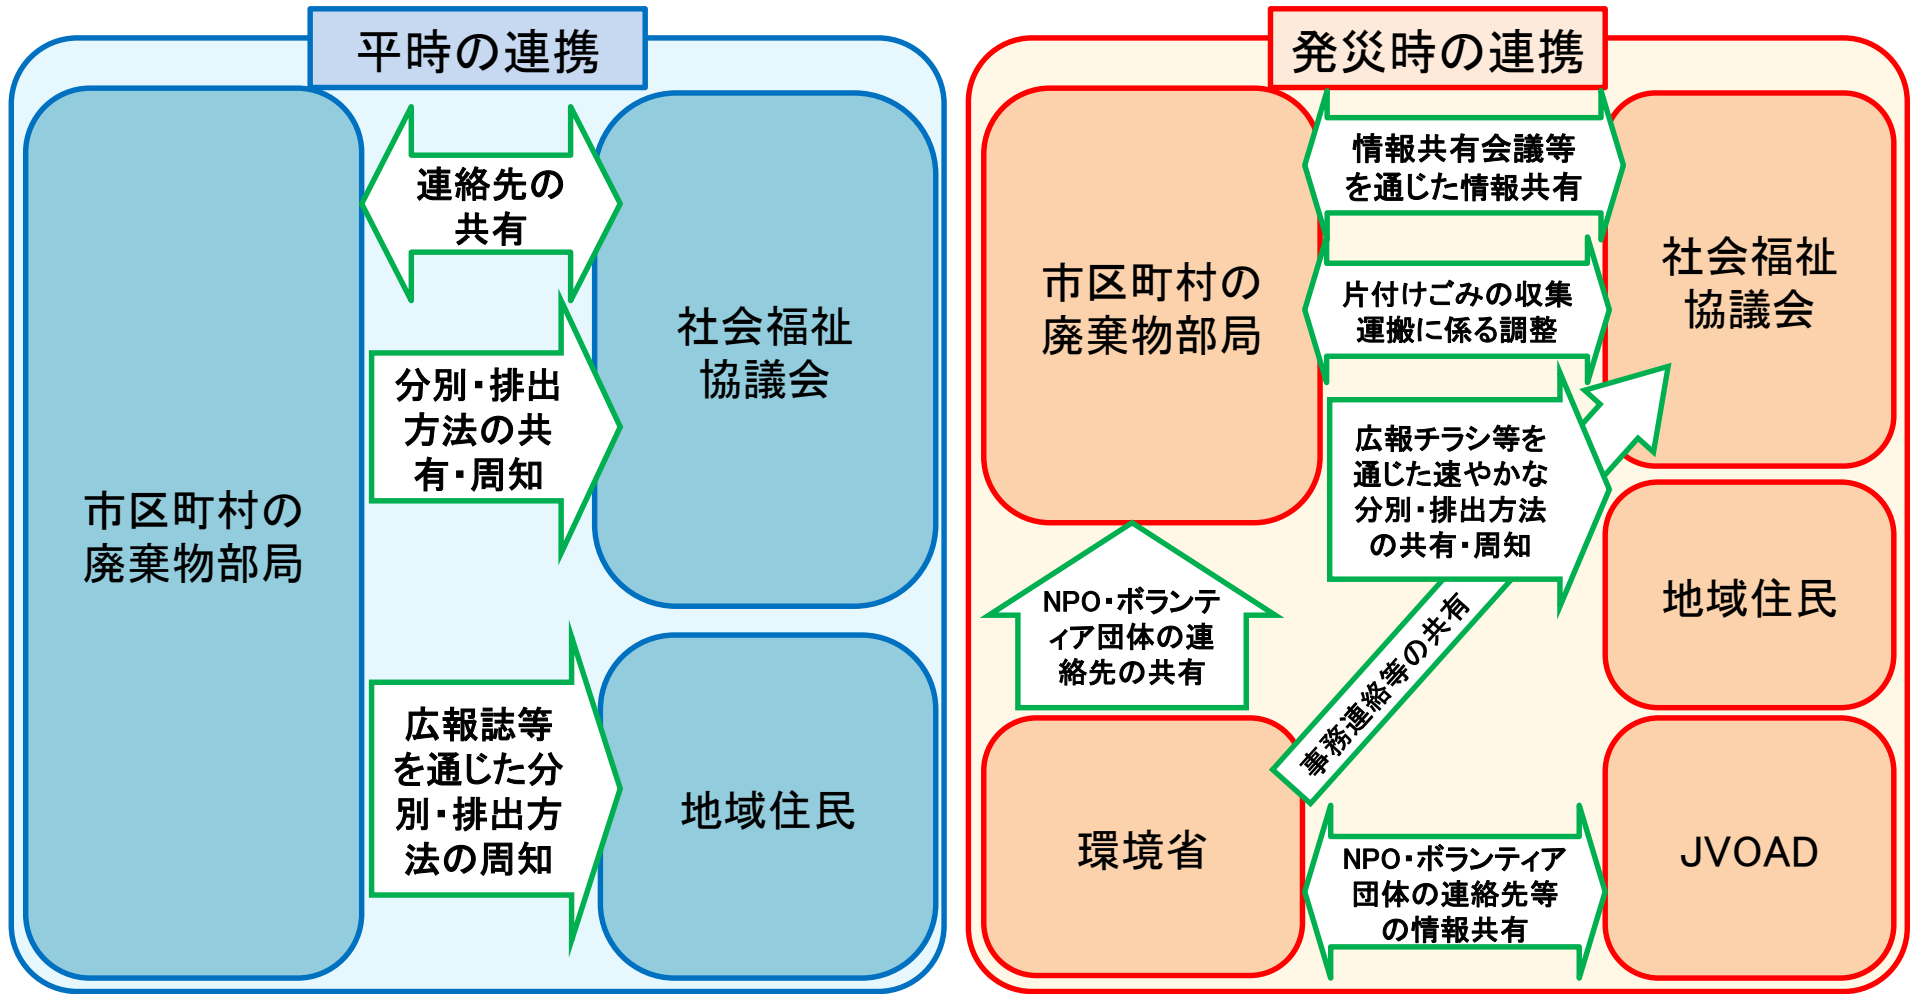 平時の連携
市区町村の
廃棄物部局
連絡先の
共有
分別・排出
方法の共
有・周知
社会福祉
協議会
広報誌等
を通じた分
別・排出方
法の周知
地域住民
発災時の連携
市区町村の
廃棄物部局
情報共有会議等
を通じた情報共有
片付けごみの収集
運搬に係る調整
社会福祉
協議会
広報チラシ等を
通じた速やかな
分別・排出方法
の共有・周知
地域住民
NPO・ボランテ
ィア団体の連
絡先の共有
事務連絡等の共有
環境省
NPO・ボランティア
団体の連絡先等
の情報共有
JVOAD